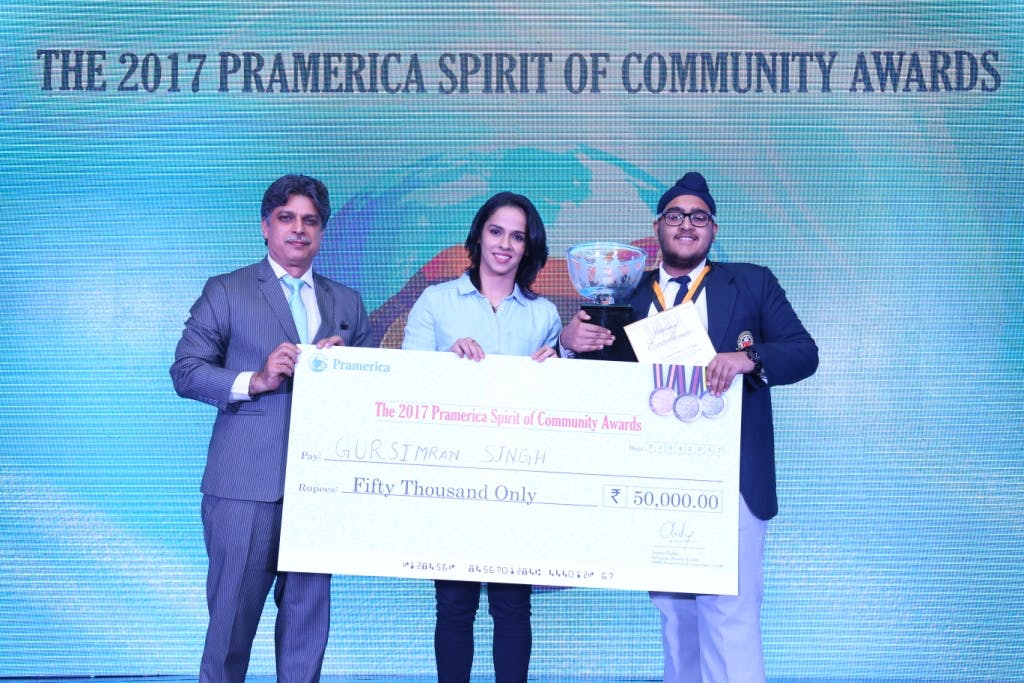 THE 2017 PRAMERICA SPIRIT OF COMMUNITY AWARDS
Pramerica
The 2017 Pramerica Spirit of Community Awards
Date:
Pay: GURSIMRAN SINGH
Rupees: Fifty Thousand Only ₹ 50,000.00